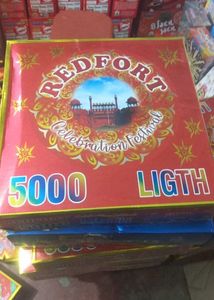 REDFORT
Celebration Festival
5000 LIGTH